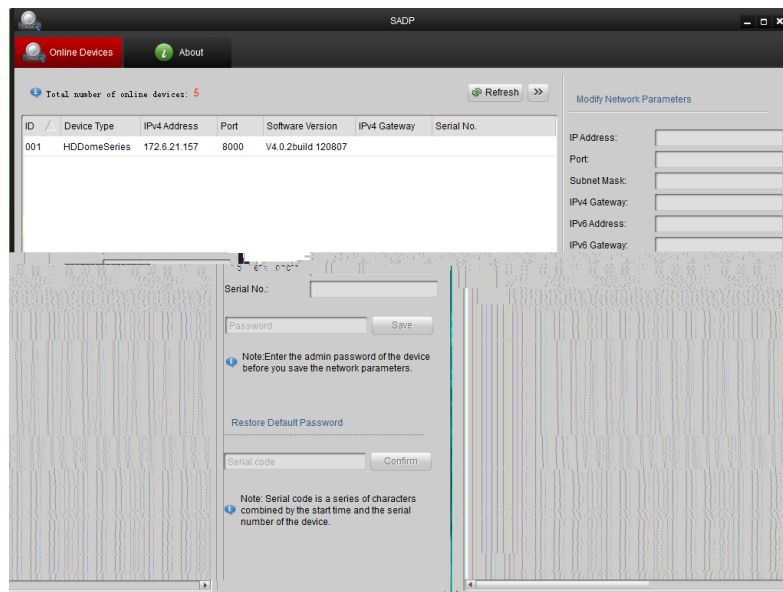 SADP
Online Devices
About
Total number of online devices: 5
Refresh
Modify Network Parameters
ID Device Type IPv4 Address Port Software Version IPv4 Gateway Serial No.
001 HDDomeSeries 172.6.21.157 8000 V4.0.2build 120807
IP Address:
Port:
Subnet Mask:
IPv4 Gateway:
IPv6 Address:
IPv6 Gateway:
Serial No.:
Password
Save
Note:Enter the admin password of the device
before you save the network parameters.
Restore Default Password
Serial code
Confirm
Note: Serial code is a series of characters
combined by the start time and the serial
number of the device.